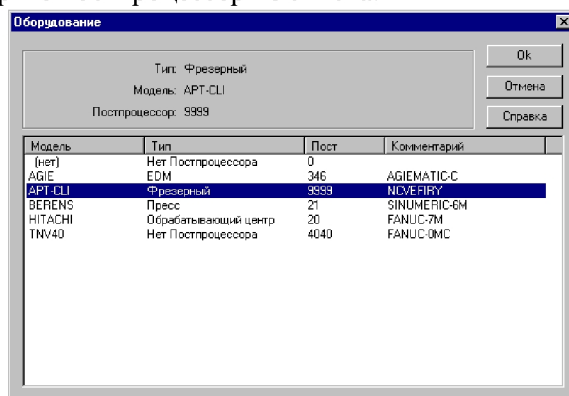 Оборудование
Ok
Тип: Фрезерный
Модель: APT-CLI
Отмена
Постпроцессор: 9999
Справка
Модель Тип Пост Комментарий
(нет) Нет Постпроцессора 0
AGIE EDM 346 AGIEMATIC-C
APT-CLI Фрезерный 9999 NCVEFIRY
BERENS Пресс 21 SINUMERIC-6M
HITACHI Обрабатывающий центр 20 FANUC-7M
TNV40 Нет Постпроцессора 4040 FANUC-0MC